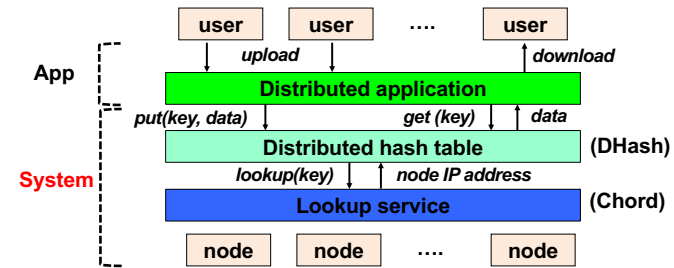 user user .... user
upload download
App
Distributed application
put(key, data) get (key) data
Distributed hash table (DHash)
System
lookup(key) node IP address
Lookup service (Chord)
node node .... node